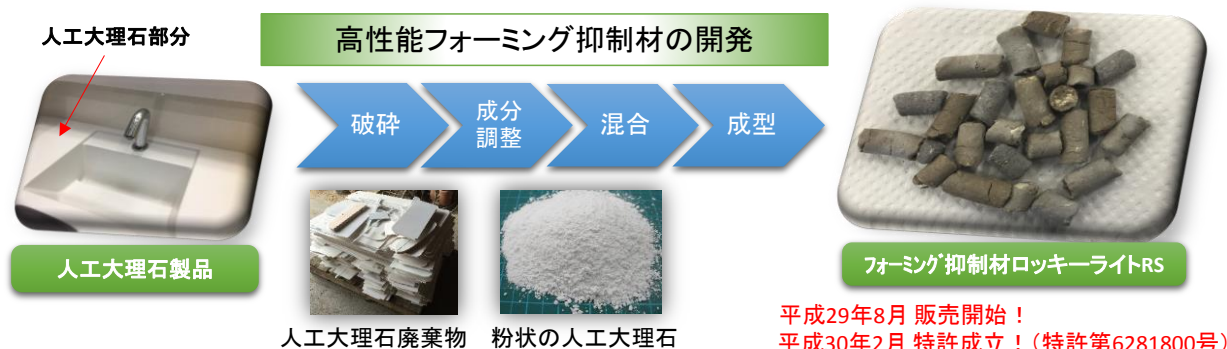 人工大理石部分
高性能フォーミング抑制材の開発
破砕
成分
調整
混合
成型
人工大理石製品
人工大理石廃棄物
粉状の人工大理石
フォーミング抑制材ロッキーライトRS
平成29年8月 販売開始！
平成30年2月 特許成立！（特許第6281800号）